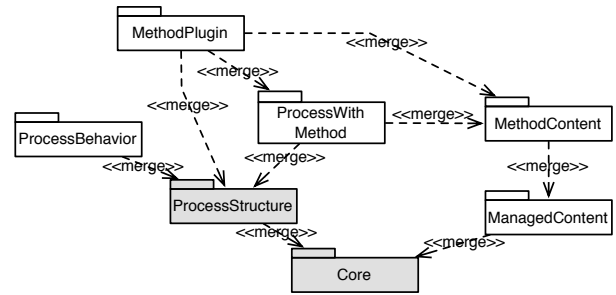 MethodPlugin
<<merge>>
<<merge>>
<<merge>>
ProcessWith
Method
<<merge>>
MethodContent
ProcessBehavior
<<merge>>
<<merge>>
<<merge>>
ProcessStructure
ManagedContent
<<merge>>
<<merge>>
Core